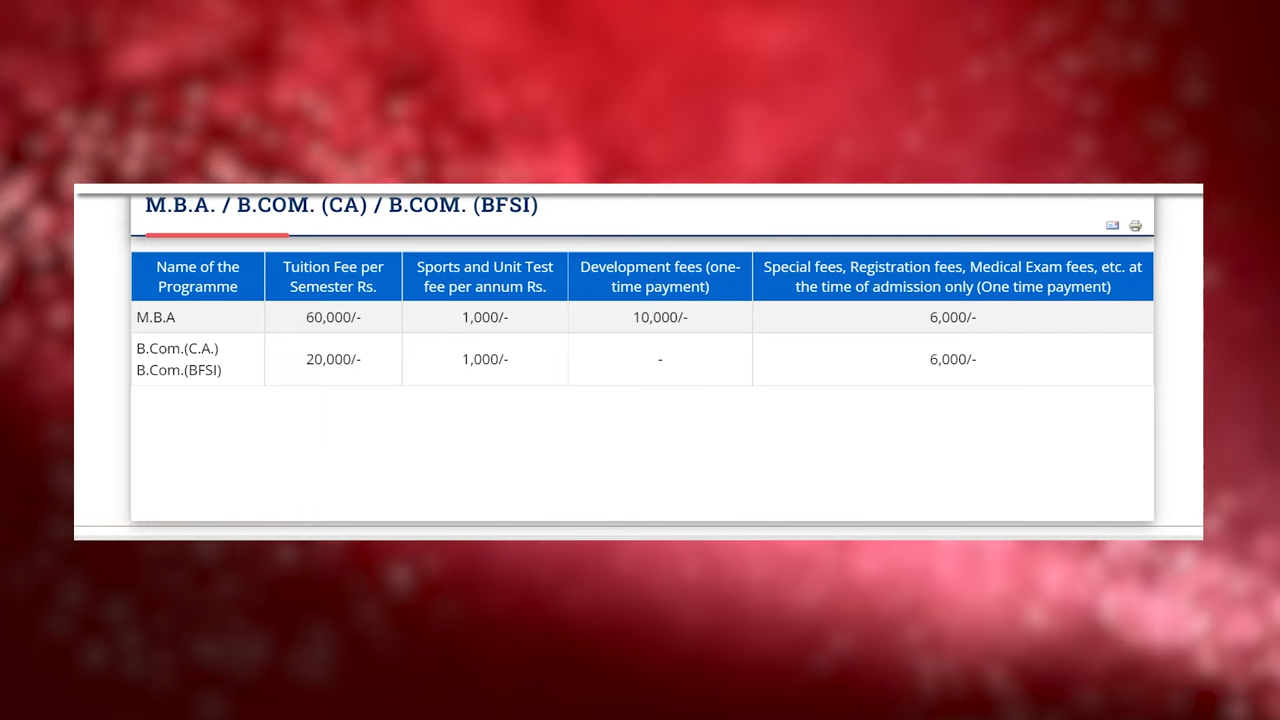 M.B.A. / B.COM. (CA) / B.COM. (BFSI)
Name of the Programme
Tuition Fee per Semester Rs.
Sports and Unit Test fee per annum Rs.
Development fees (one-time payment)
Special fees, Registration fees, Medical Exam fees, etc. at the time of admission only (One time payment)
M.B.A 60,000/- 1,000/- 10,000/- 6,000/-
B.Com.(C.A.)
B.Com.(BFSI) 20,000/- 1,000/- - 6,000/-